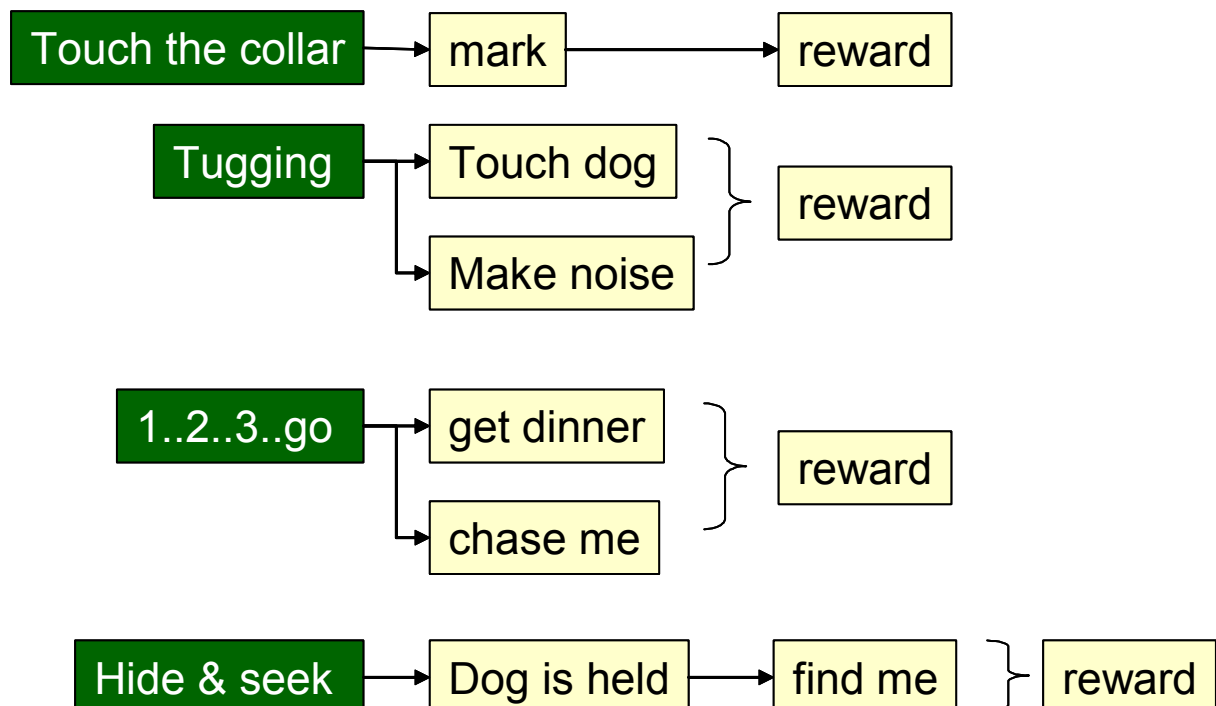 Touch the collar mark reward
Tugging Touch dog
reward
Make noise
1..2..3..go get dinner
reward
chase me
Hide & seek Dog is held find me reward